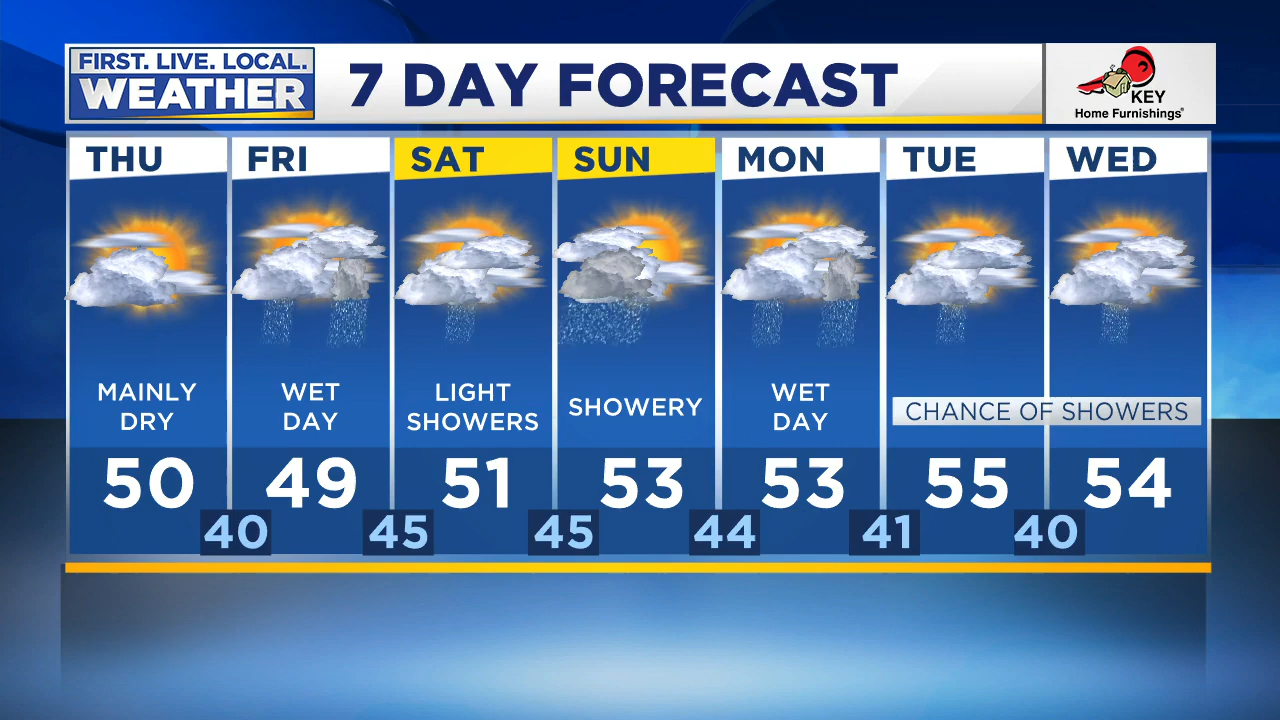 FIRST. LIVE. LOCAL.
WEATHER
7 DAY FORECAST
KEY
Home Furnishings®
THU FRI SAT SUN MON TUE WED
MAINLY
DRY
WET
DAY
LIGHT
SHOWERS
SHOWERY
WET
DAY
CHANCE OF SHOWERS
50 49 51 53 53 55 54
40 45 45 44 41 40